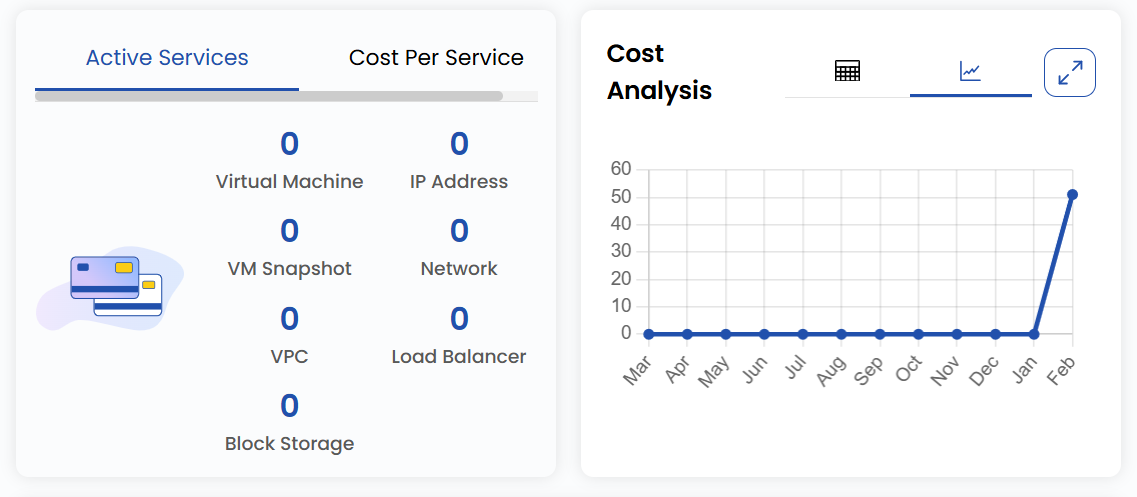 Active Services
Cost Per Service
0
0
Virtual Machine
IP Address
0
0
VM Snapshot
Network
0
0
VPC
Load Balancer
0
Block Storage
Cost
Analysis
60
50
40
30
20
10
0
Mar
Apr
May
Jun
Jul
Aug
Sep
Oct
Nov
Dec
Jan
Feb